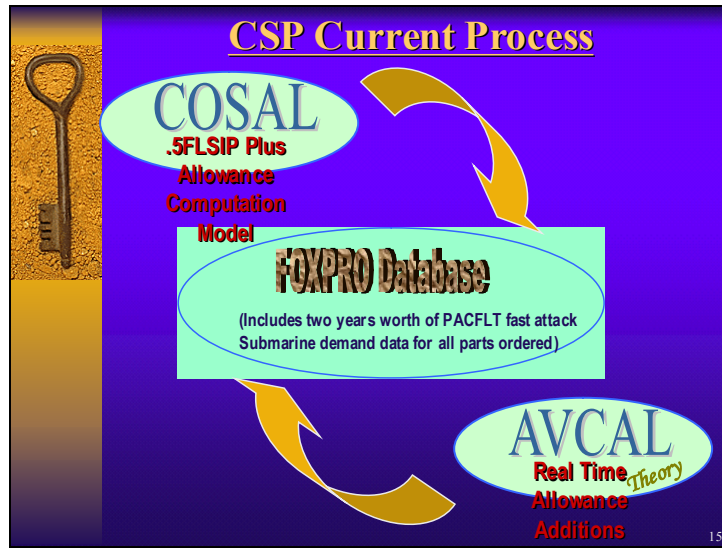 CSP Current Process
COSAL
.5FLSIP Plus
Allowance
Computation
Model
FOXPRO Database
(Includes two years worth of PACFLT fast attack
Submarine demand data for all parts ordered)
AVCAL
Real Time
Theory
Allowance
Additions
15